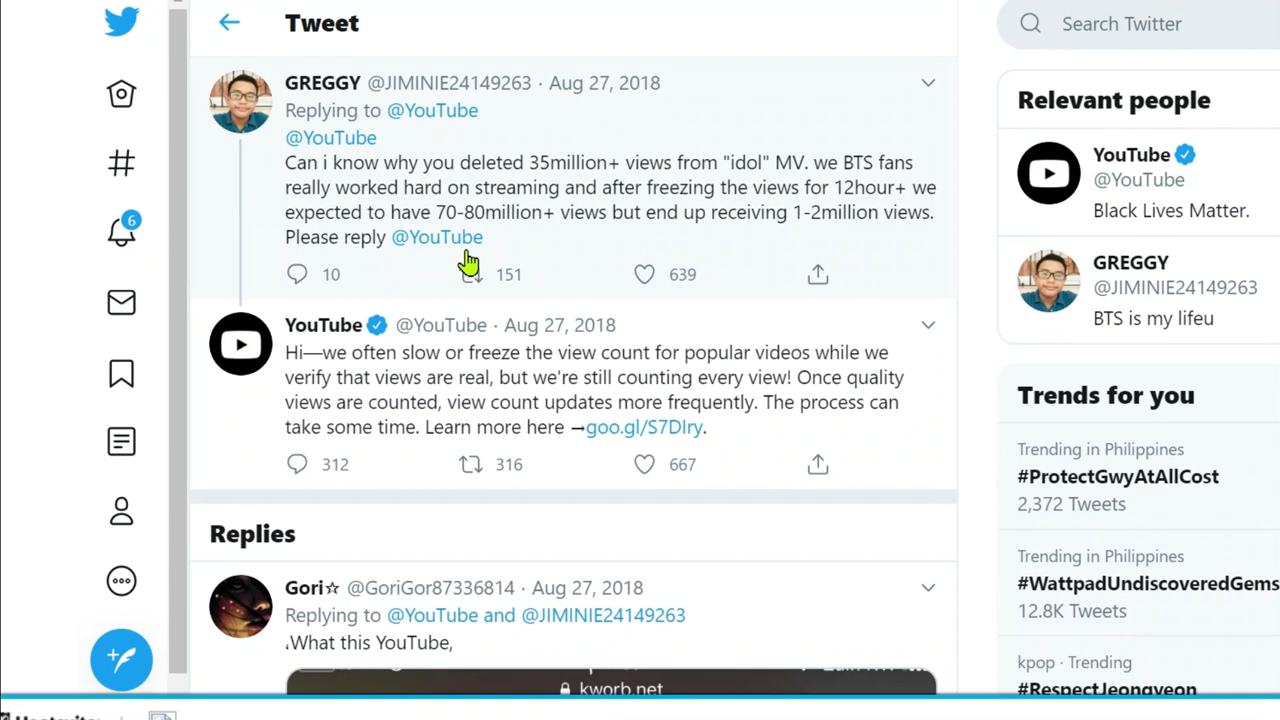 Tweet
GREGGY @JIMINIE24149263 · Aug 27, 2018
Replying to @YouTube
@YouTube
Can i know why you deleted 35million+ views from "idol" MV. we BTS fans
really worked hard on streaming and after freezing the views for 12hour+ we
expected to have 70-80million+ views but end up receiving 1-2million views.
Please reply @YouTube
10 151 639
YouTube @YouTube · Aug 27, 2018
Hi—we often slow or freeze the view count for popular videos while we
verify that views are real, but we're still counting every view! Once quality
views are counted, view count updates more frequently. The process can
take some time. Learn more here →goo.gl/S7DIry.
312 316 667
Replies
Gori☆ @GoriGor87336814 · Aug 27, 2018
Replying to @YouTube and @JIMINIE24149263
What this YouTube,
kworb.net
6
Search Twitter
Relevant people
YouTube
@YouTube
Black Lives Matter.
GREGGY
@JIMINIE24149263
BTS is my lifeu
Trends for you
Trending in Philippines
#ProtectGwyAtAllCost
2,372 Tweets
Trending in Philippines
#WattpadUndiscoveredGems
12.8K Tweets
kpop · Trending
#RespectJeongyeon